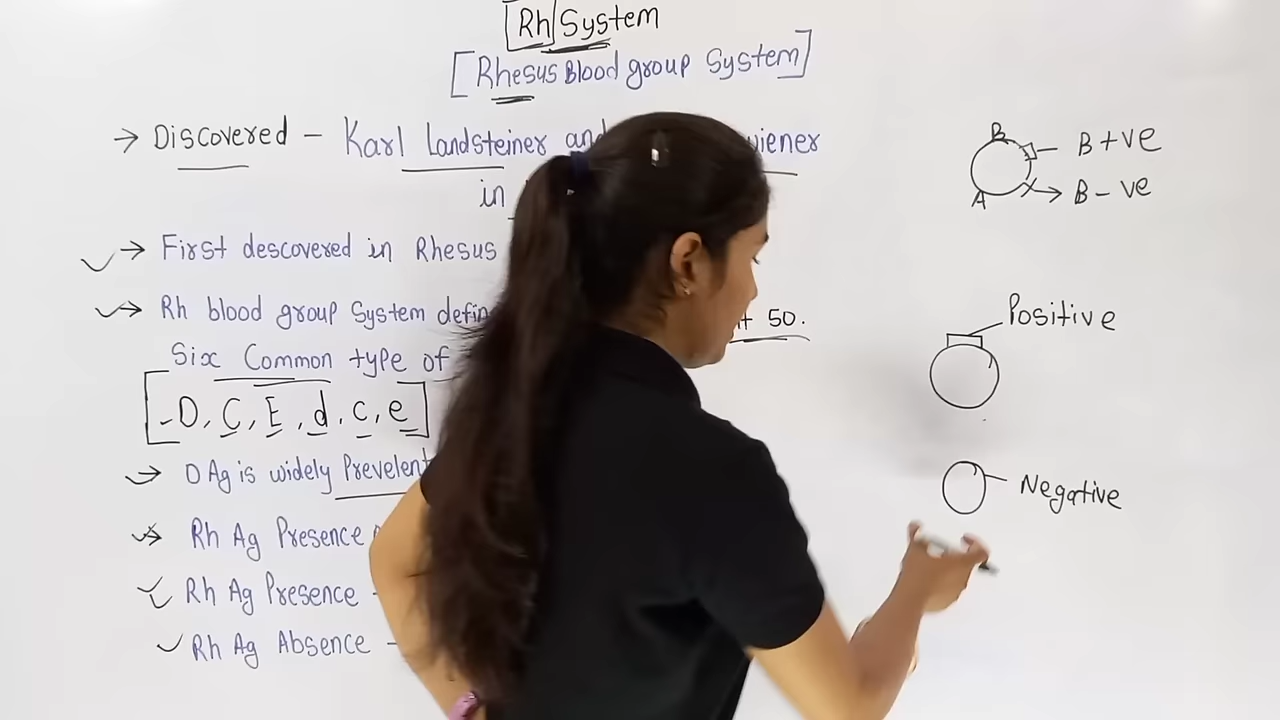 Rh System
[Rhesus Blood group System]
→ Discovered - Karl Landsteiner and wiener
in
→ First descovered in Rhesus
→ Rh blood group System defin 50.
Six Common type of
D, C, E, d, c, e
→ D Ag is widely Prevelent
→ Rh Ag Presence
Rh Ag Presence -
Rh Ag Absence -
B
A
- B+ve
→ B-ve
Positive
Negative